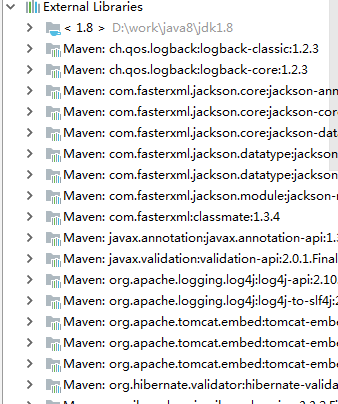 External Libraries
< 1.8 > D:\work\java8\jdk1.8
Maven: ch.qos.logback:logback-classic:1.2.3
Maven: ch.qos.logback:logback-core:1.2.3
Maven: com.fasterxml.jackson.core:jackson-ann
Maven: com.fasterxml.jackson.core:jackson-cor
Maven: com.fasterxml.jackson.core:jackson-dat
Maven: com.fasterxml.jackson.datatype:jackson
Maven: com.fasterxml.jackson.datatype:jackson
Maven: com.fasterxml.jackson.module:jackson-
Maven: com.fasterxml:classmate:1.3.4
Maven: javax.annotation:javax.annotation-api:1.3
Maven: javax.validation:validation-api:2.0.1.Final
Maven: org.apache.logging.log4j:log4j-api:2.10
Maven: org.apache.logging.log4j:log4j-to-slf4j:2
Maven: org.apache.tomcat.embed:tomcat-embe
Maven: org.apache.tomcat.embed:tomcat-embe
Maven: org.apache.tomcat.embed:tomcat-embe
Maven: org.hibernate.validator:hibernate-valida